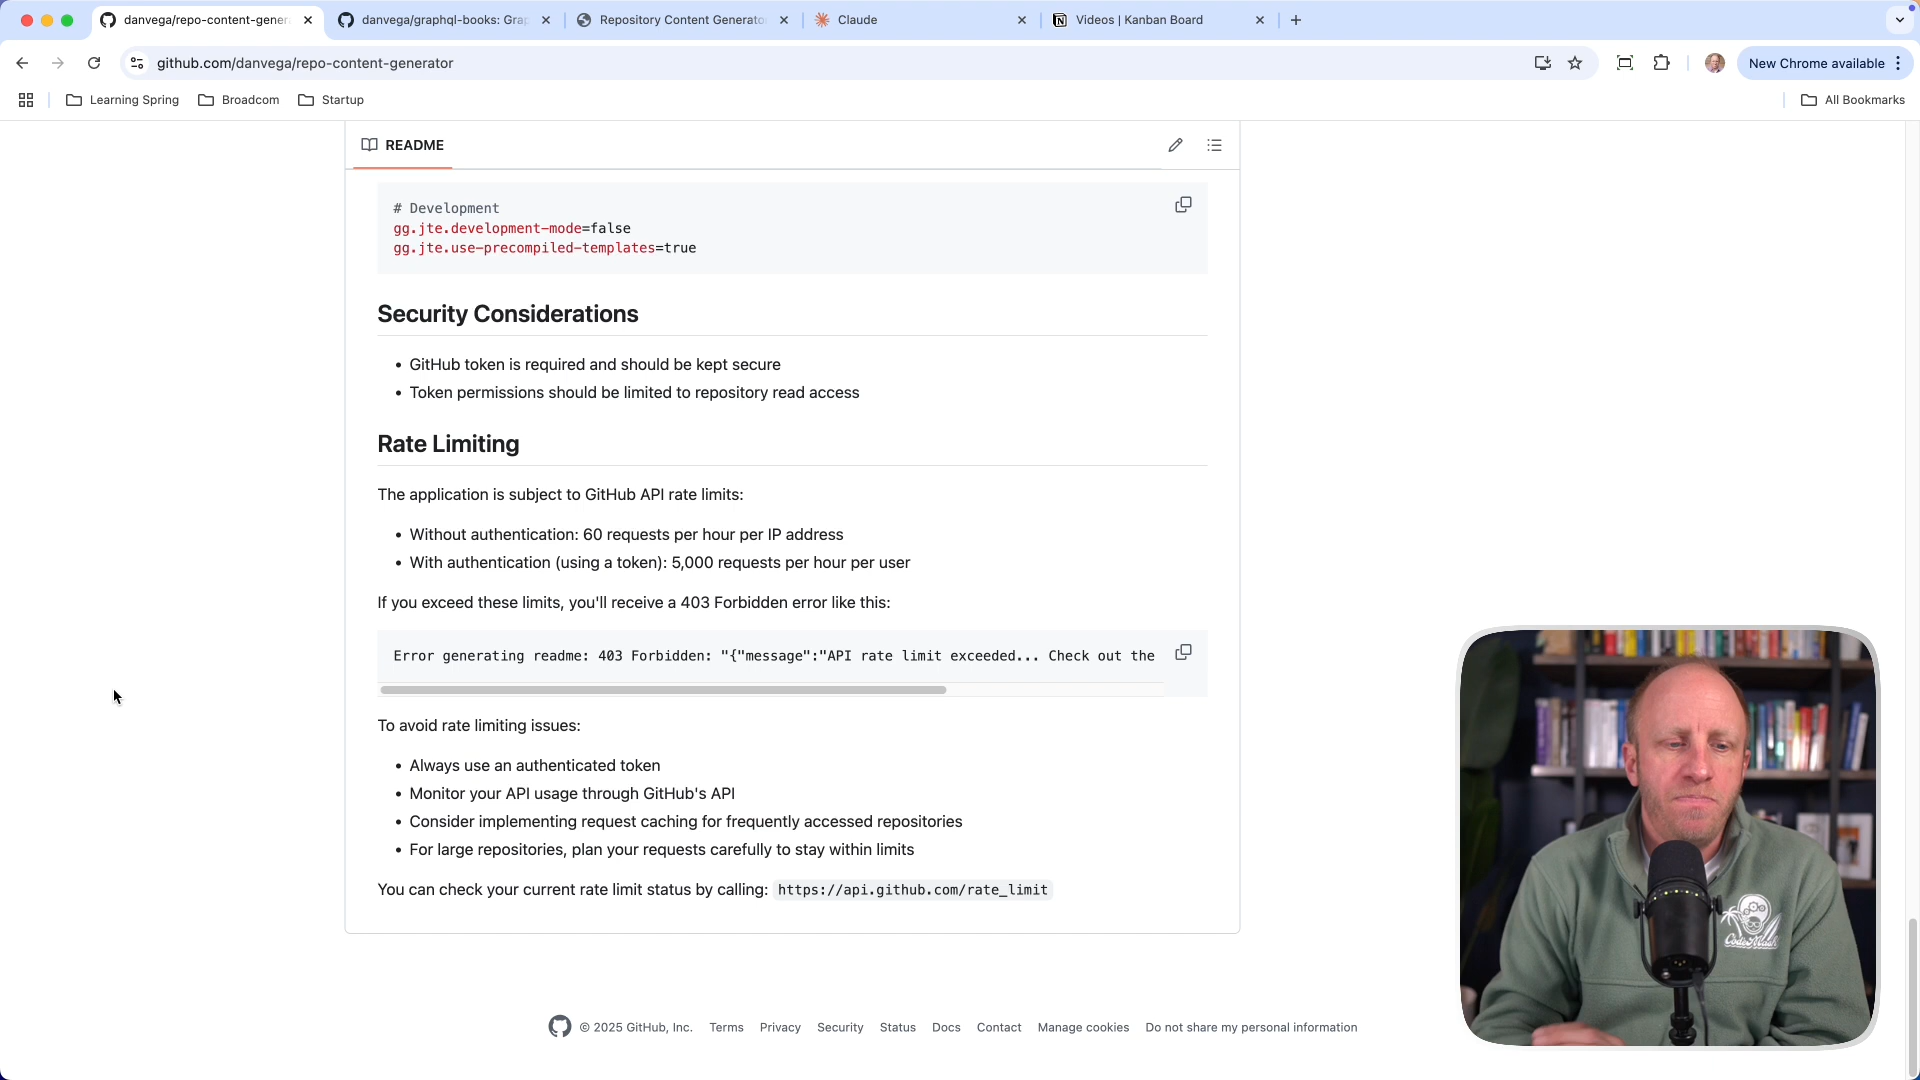 danvega/repo-content-gener
danvega/graphql-books: Grap
Repository Content Generator
Claude
Videos | Kanban Board
github.com/danvega/repo-content-generator
New Chrome available
Learning Spring
Broadcom
Startup
All Bookmarks
README
# Development
gg.jte.development-mode=false
gg.jte.use-precompiled-templates=true
Security Considerations
• GitHub token is required and should be kept secure
• Token permissions should be limited to repository read access
Rate Limiting
The application is subject to GitHub API rate limits:
• Without authentication: 60 requests per hour per IP address
• With authentication (using a token): 5,000 requests per hour per user
If you exceed these limits, you'll receive a 403 Forbidden error like this:
Error generating readme: 403 Forbidden: "{"message":"API rate limit exceeded... Check out the
To avoid rate limiting issues:
• Always use an authenticated token
• Monitor your API usage through GitHub's API
• Consider implementing request caching for frequently accessed repositories
• For large repositories, plan your requests carefully to stay within limits
You can check your current rate limit status by calling: https://api.github.com/rate_limit
CodeMash
© 2025 GitHub, Inc.
Terms
Privacy
Security
Status
Docs
Contact
Manage cookies
Do not share my personal information